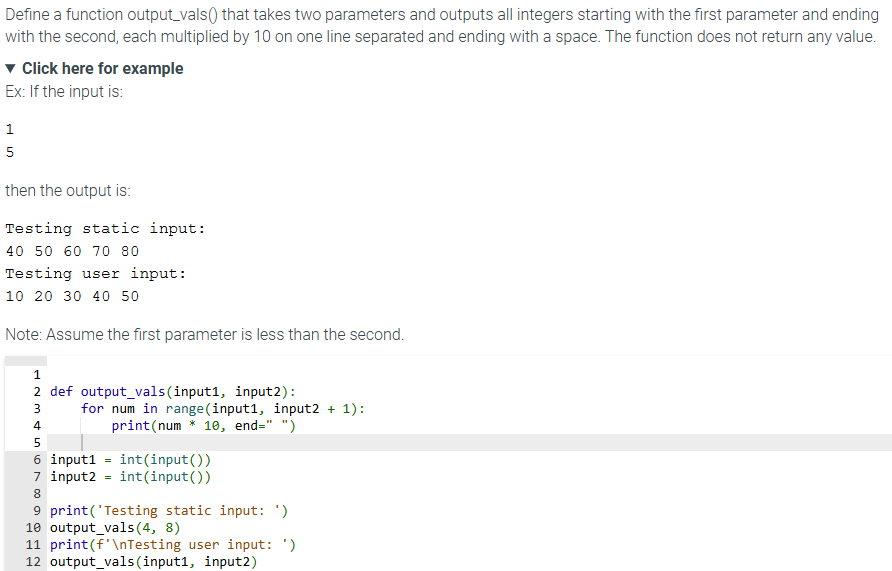 Define a function output_vals() that takes two parameters and outputs all integers starting with the first parameter and ending
with the second, each multiplied by 10 on one line separated and ending with a space. The function does not return any value.
▼ Click here for example
Ex: If the input is:
1
5
then the output is:
Testing static input:
40 50 60 70 80
Testing user input:
10 20 30 40 50
Note: Assume the first parameter is less than the second.
1
2 def output_vals(input1, input2):
3     for num in range(input1, input2 + 1):
4         print(num * 10, end=" ")
5
6 input1 = int(input())
7 input2 = int(input())
8
9 print('Testing static input: ')
10 output_vals(4, 8)
11 print(f'\nTesting user input: ')
12 output_vals(input1, input2)